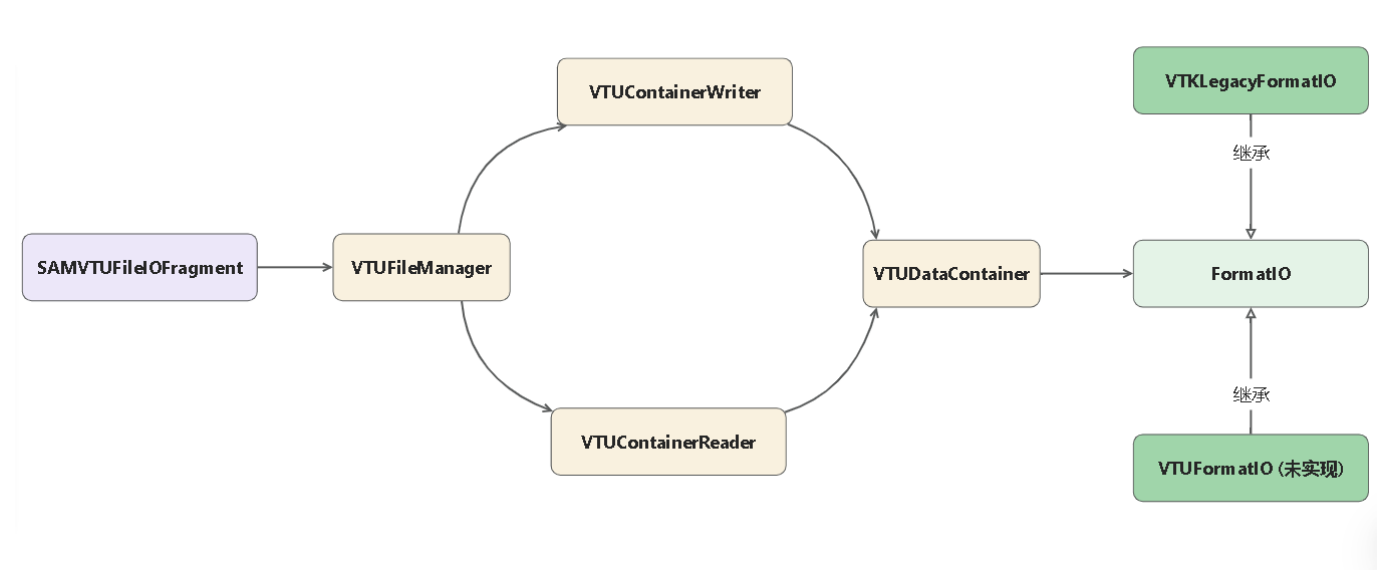 VTKLegacyFormatIO
VTUContainerWriter
继承
SAMVTUFileIOFragment
VTUFileManager
VTUDataContainer
FormatIO
继承
VTUContainerReader
VTUFormatIO (未实现)